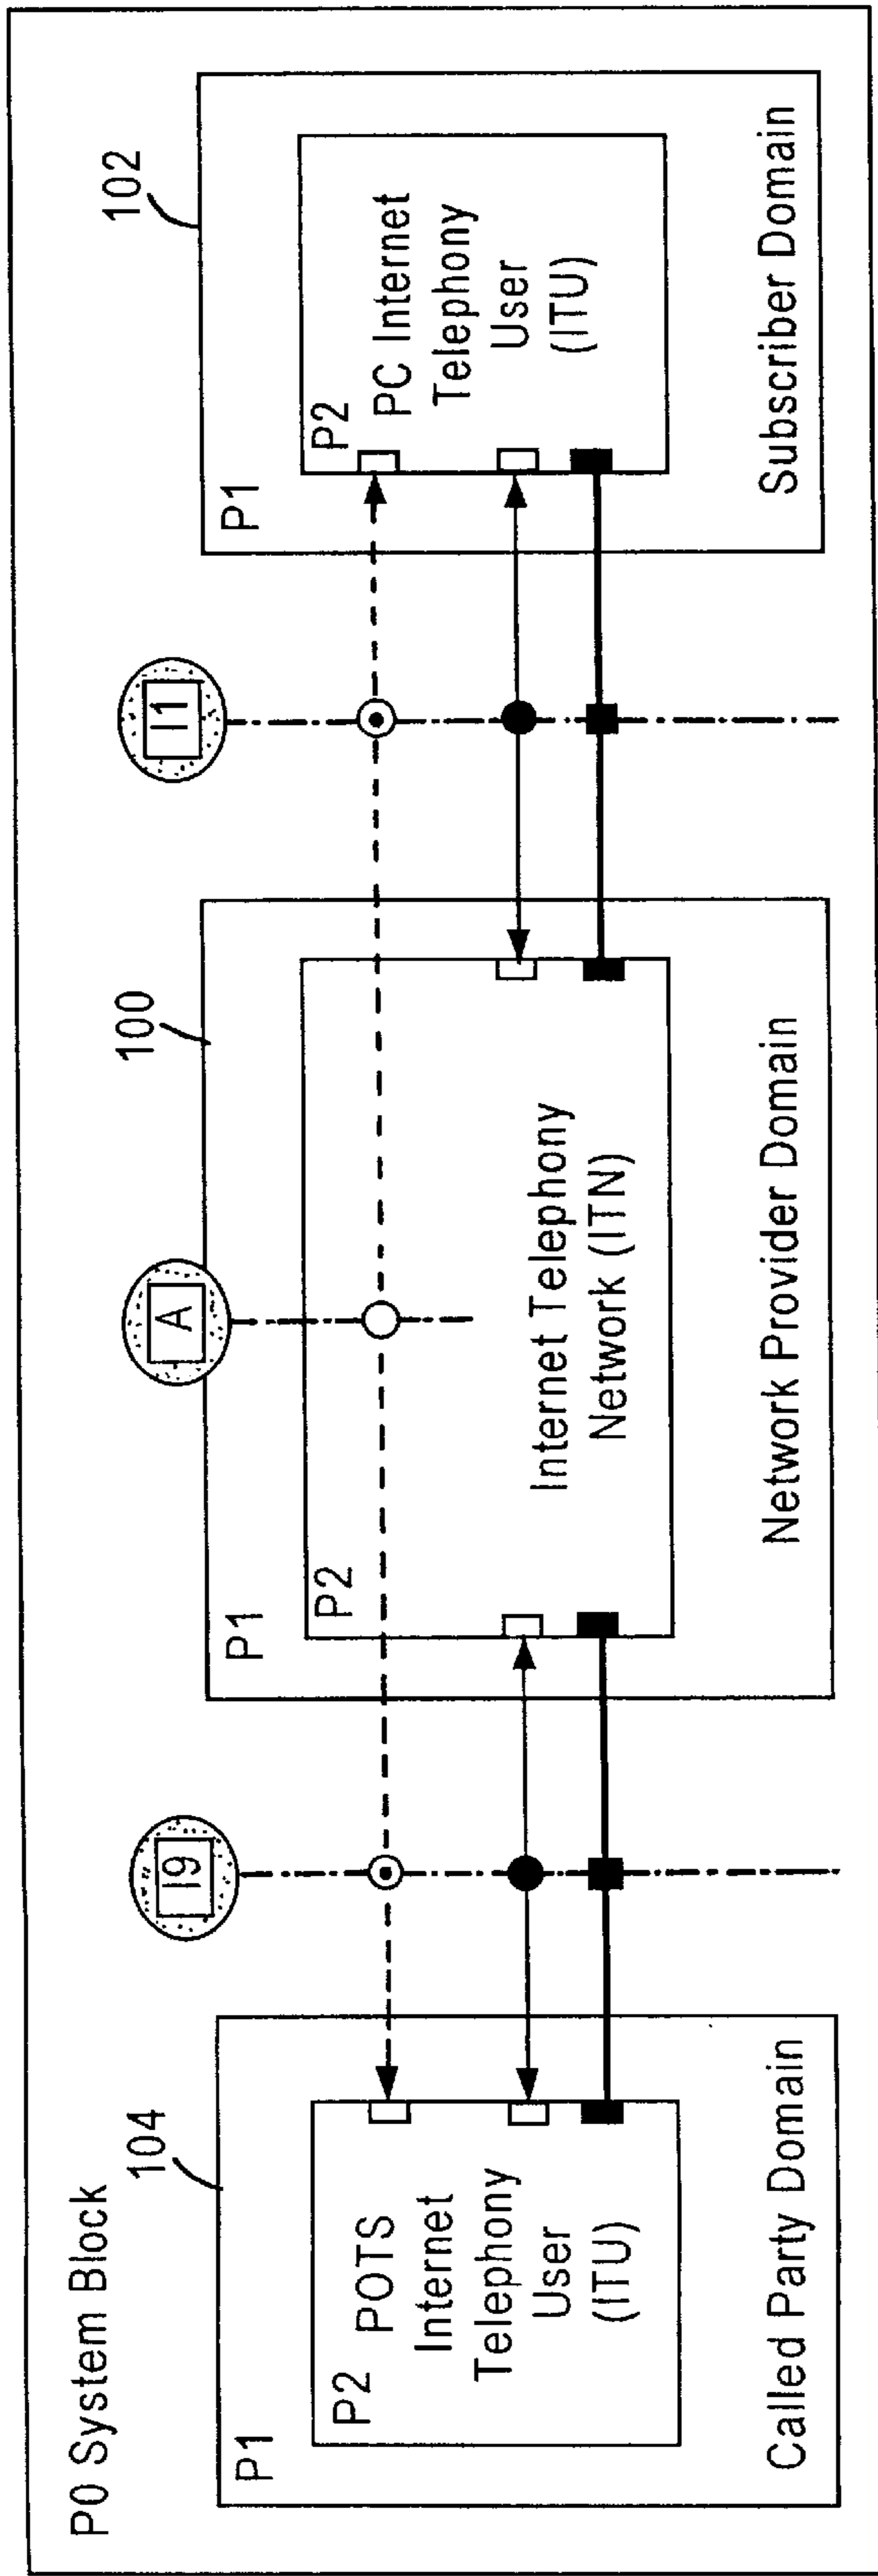 P0 System Block
104
P1
P2
POTS
Internet
Telephony
User
(ITU)
Called Party Domain
I9
100
P1
P2
A
Internet Telephony
Network (ITN)
Network Provider Domain
I1
102
P1
P2
PC Internet
Telephony
User
(ITU)
Subscriber Domain